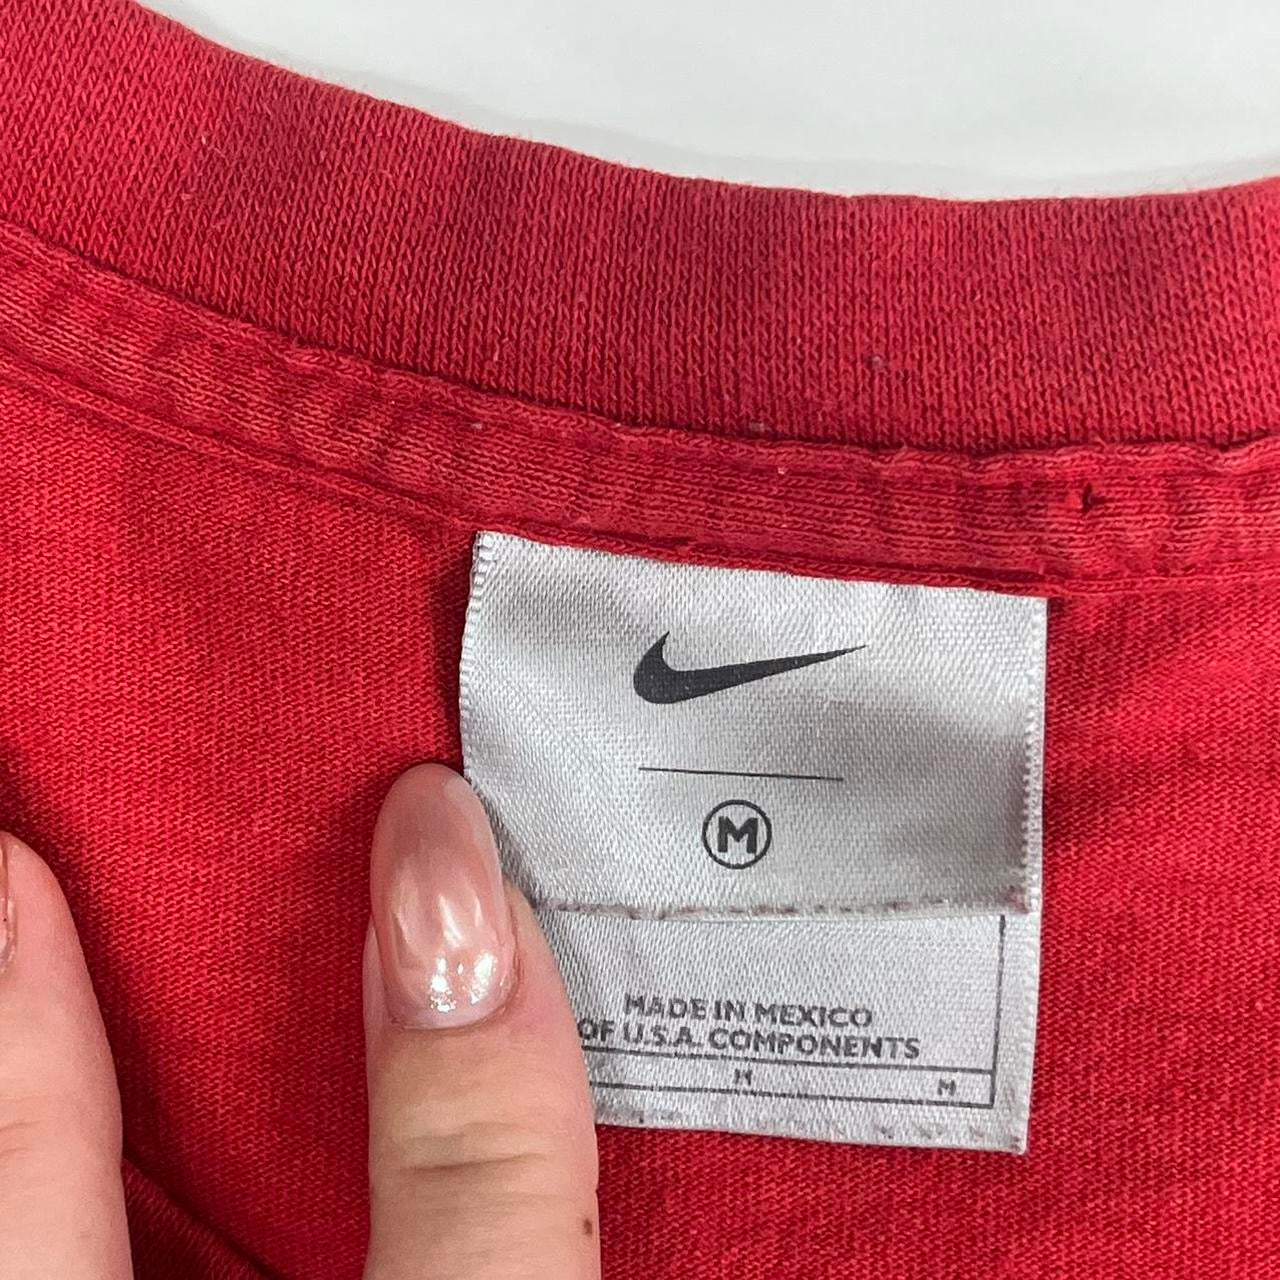 M
MADE IN MEXICO
OF U.S.A. COMPONENTS
M M